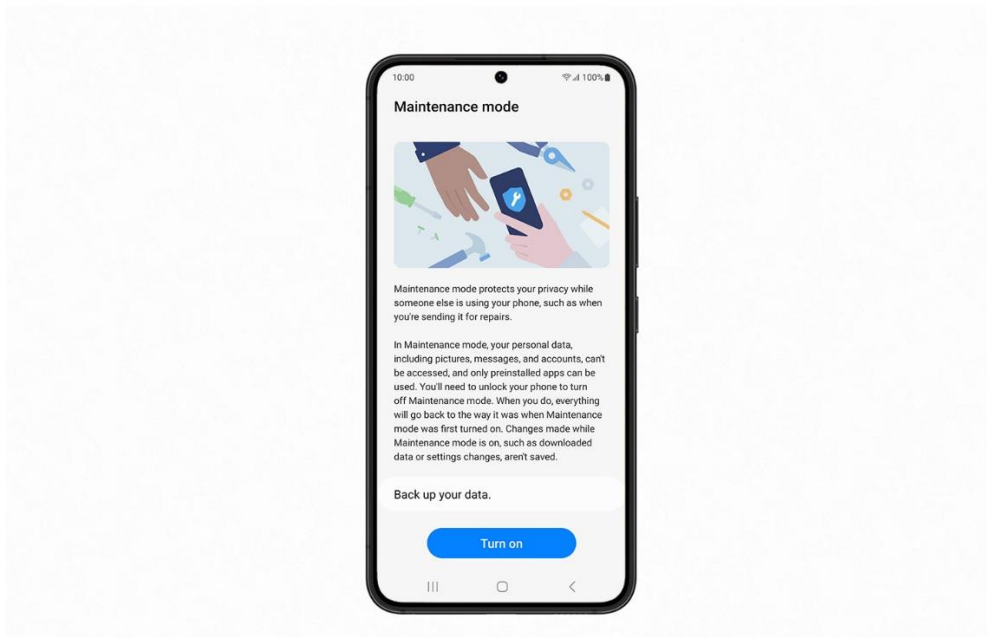 10:00
100%
Maintenance mode
Maintenance mode protects your privacy while
someone else is using your phone, such as when
you're sending it for repairs.
In Maintenance mode, your personal data,
including pictures, messages, and accounts, can't
be accessed, and only preinstalled apps can be
used. You'll need to unlock your phone to turn
off Maintenance mode. When you do, everything
will go back to the way it was when Maintenance
mode was first turned on. Changes made while
Maintenance mode is on, such as downloaded
data or settings changes, aren't saved.
Back up your data.
Turn on